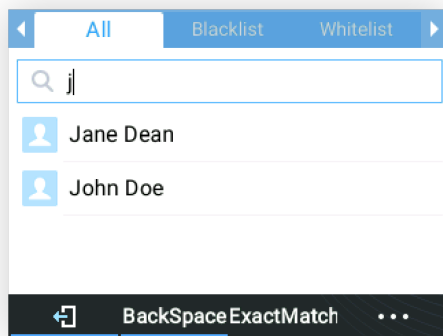 All Blacklist Whitelist
j
Jane Dean
John Doe
BackSpace ExactMatch